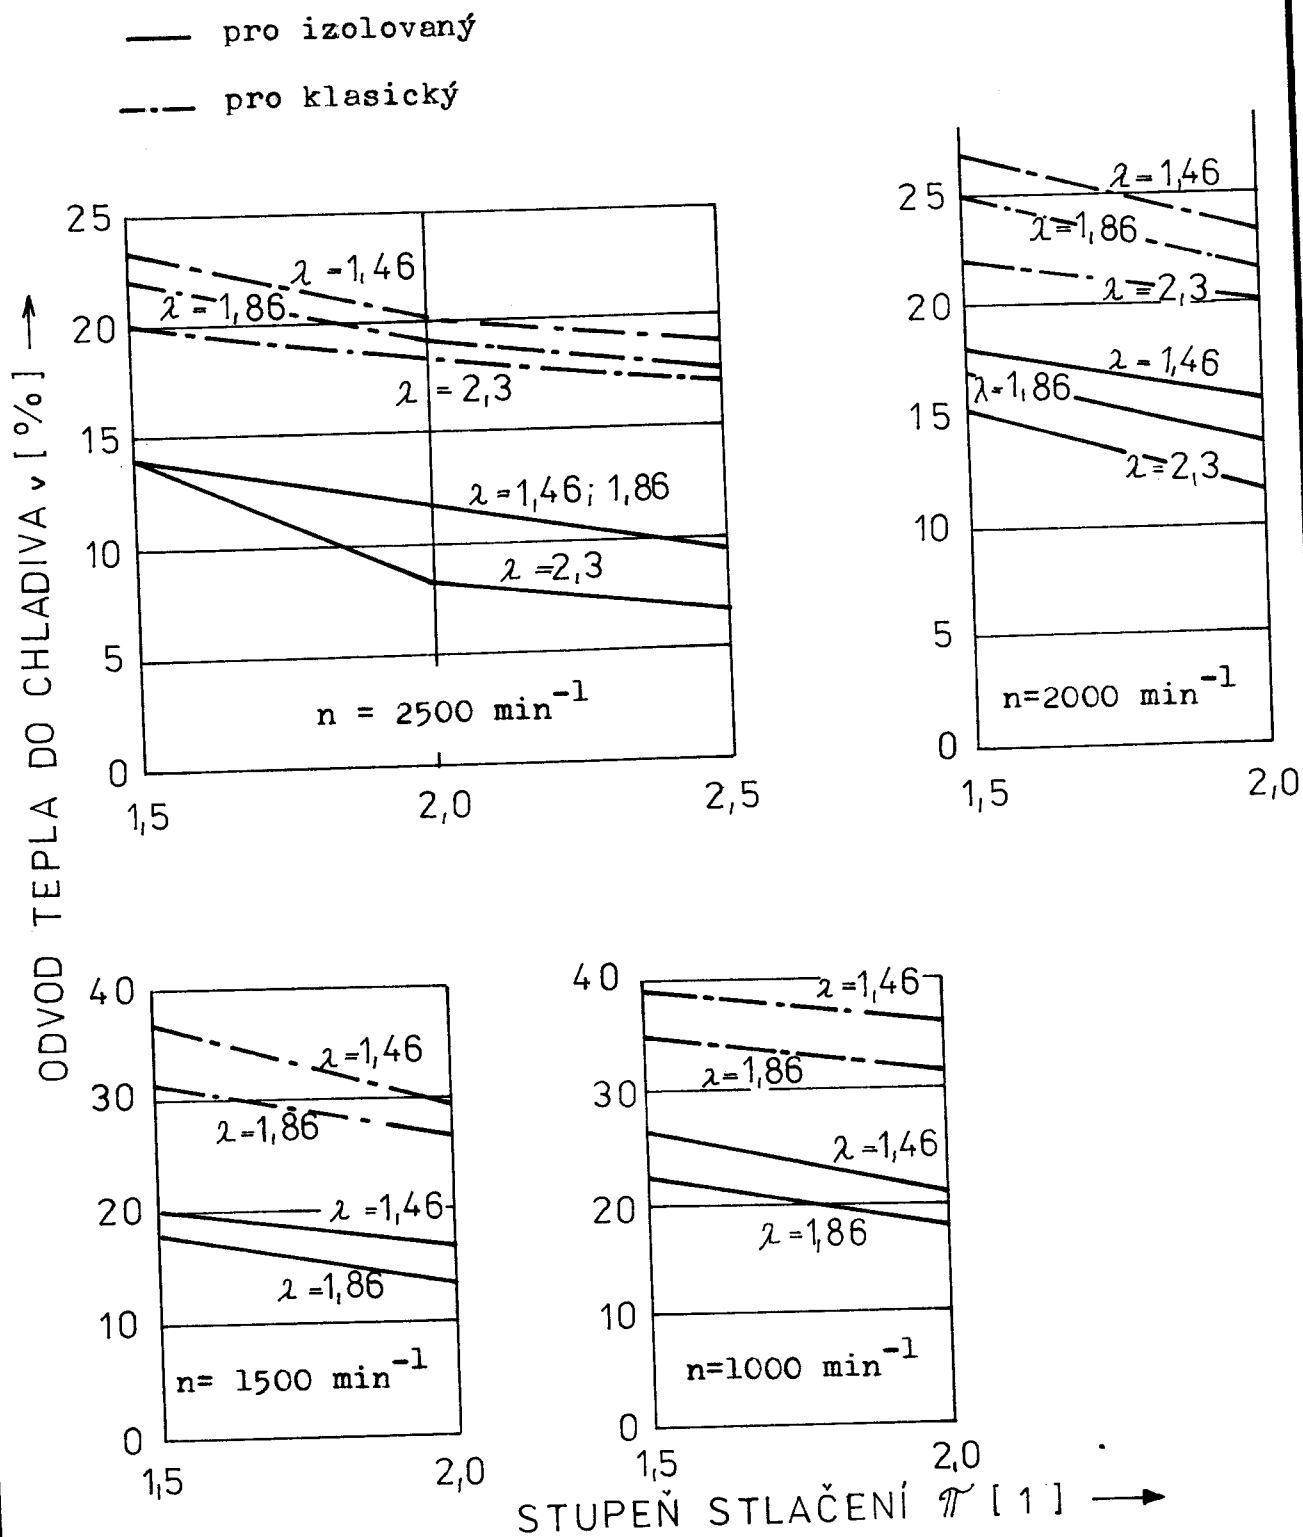 pro izolovaný
pro klasický
ODVOD TEPLA DO CHLADIVA v [%]
25
20
15
10
5
0
λ=1,46
λ=1,86
λ=2,3
λ=1,46; 1,86
λ=2,3
n = 2500 min⁻¹
1,5
2,0
2,5
25
20
15
10
5
0
λ=1,46
λ=1,86
λ=2,3
λ=1,46
λ=1,86
λ=2,3
n=2000 min⁻¹
1,5
2,0
40
30
20
10
0
λ=1,46
λ=1,86
λ=1,46
λ=1,86
n= 1500 min⁻¹
1,5
2,0
40
30
20
10
0
λ=1,46
λ=1,86
λ=1,46
λ=1,86
n=1000 min⁻¹
1,5
2,0
STUPEŇ STLAČENÍ π [1]